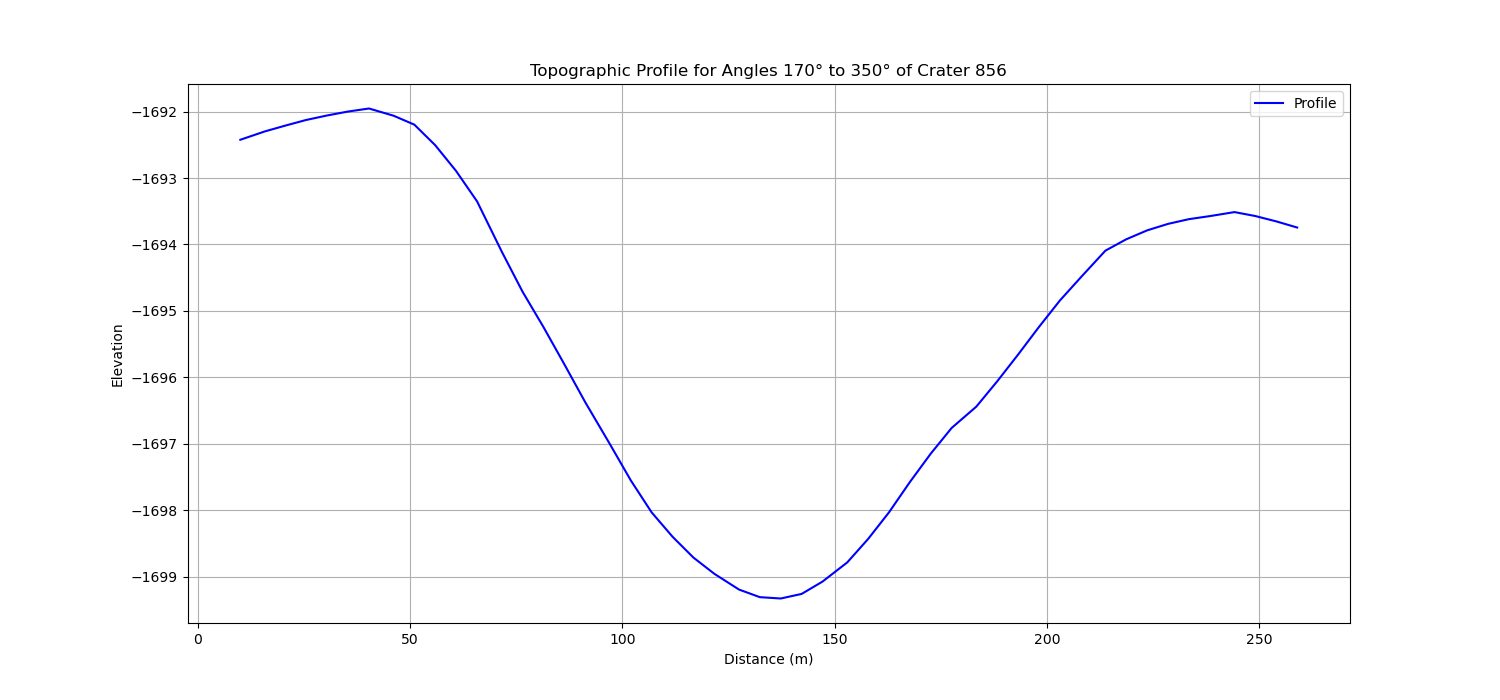 Topographic Profile for Angles 170° to 350° of Crater 856
Profile
−1692
−1693
−1694
−1695
−1696
−1697
−1698
−1699
Elevation
0 50 100 150 200 250
Distance (m)